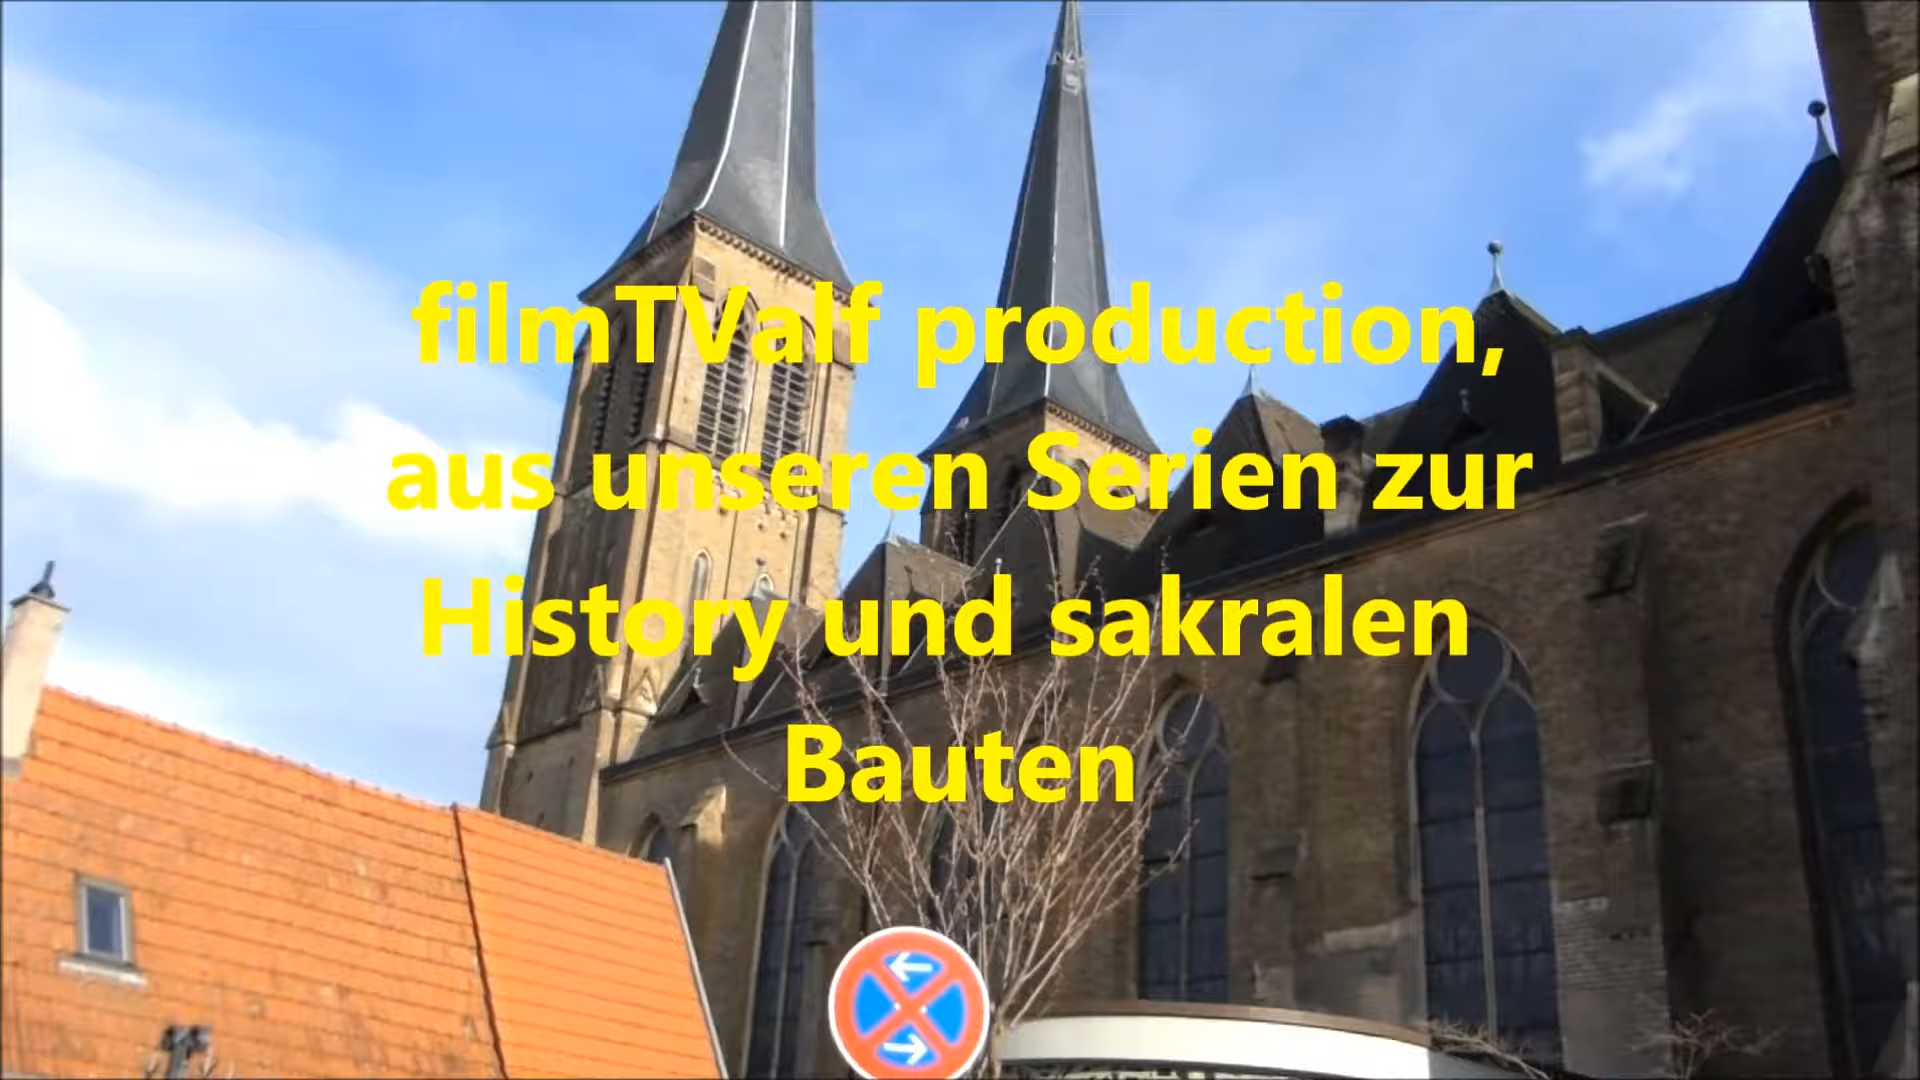 filmTValf production,
aus unseren Serien zur
History und sakralen
Bauten